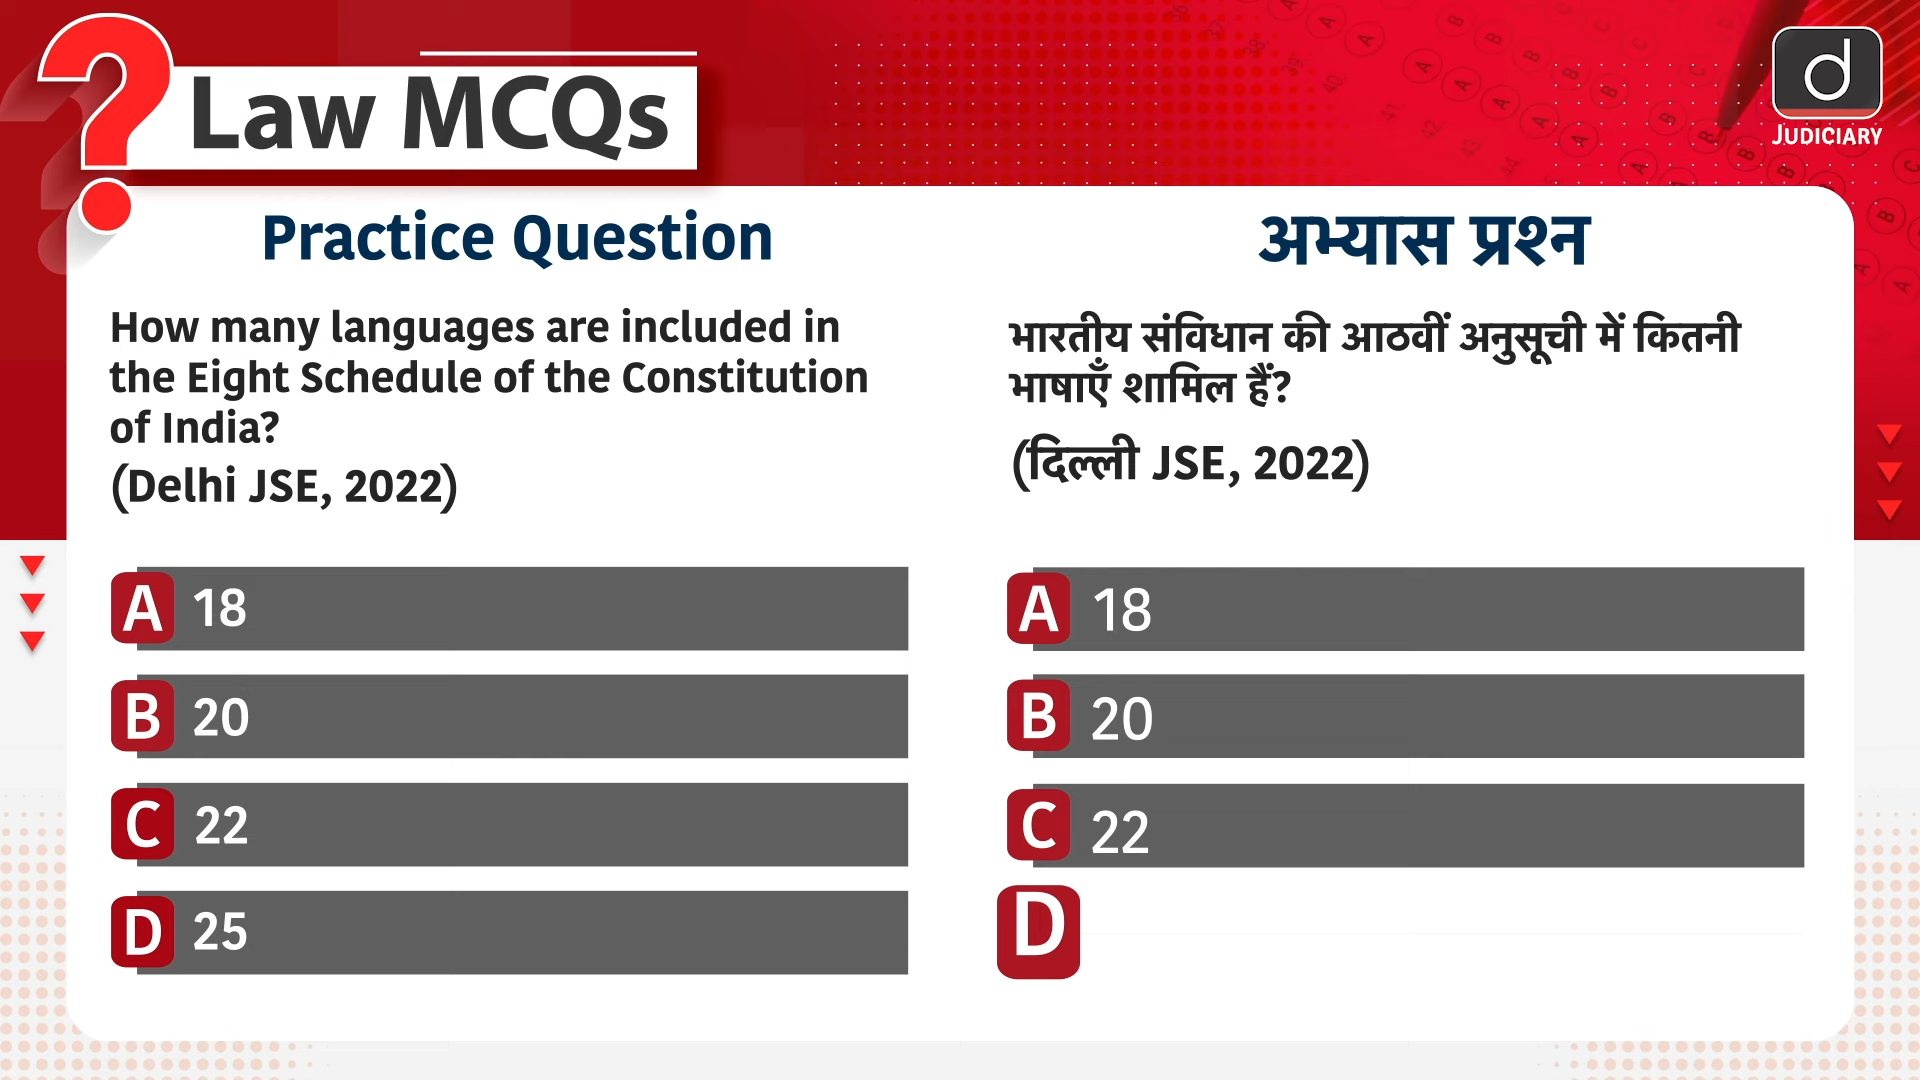 Law MCQs
JUDICIARY
Practice Question
How many languages are included in
the Eight Schedule of the Constitution
of India?
(Delhi JSE, 2022)
A 18
B 20
C 22
D 25
अभ्यास प्रश्न
भारतीय संविधान की आठवीं अनुसूची में कितनी
भाषाएँ शामिल हैं?
(दिल्ली JSE, 2022)
A 18
B 20
C 22
D